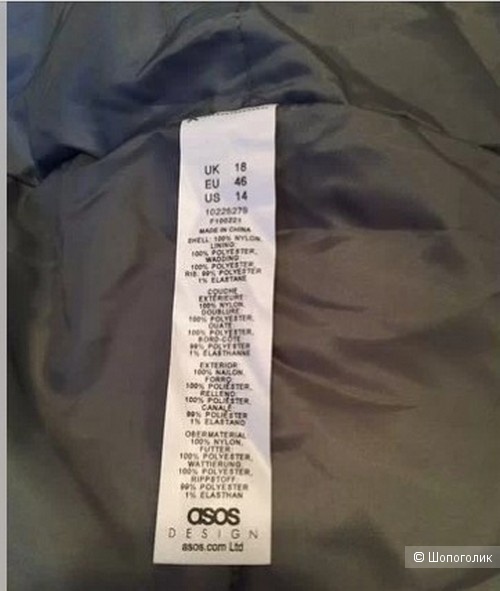 UK 18
EU 46
US 14
10225279
F100221
MADE IN CHINA
SHELL: 100% NYLON,
LINING:
100% POLYESTER,
WADDING:
100% POLYESTER,
RIB: 99% POLYESTER
1% ELASTANE
COUCHE
EXTÉRIEURE:
100% NYLON,
DOUBLURE:
100% POLYESTER,
OUATE:
100% POLYESTER,
BORD-CÔTE:
99% POLYESTER
1% ÉLASTHANNE
EXTERIOR:
100% NAILON,
FORRO:
100% POLIÉSTER,
RELLENO:
100% POLIÉSTER,
CANALÉ:
99% POLIÉSTER
1% ELASTANO
OBERMATERIAL:
100% NYLON,
FUTTER:
100% POLYESTER,
WATTIERUNG:
100% POLYESTER,
RIPPSTOFF:
99% POLYESTER
1% ELASTHAN
asos
DESIGN
asos.com Ltd
© Шопоголик